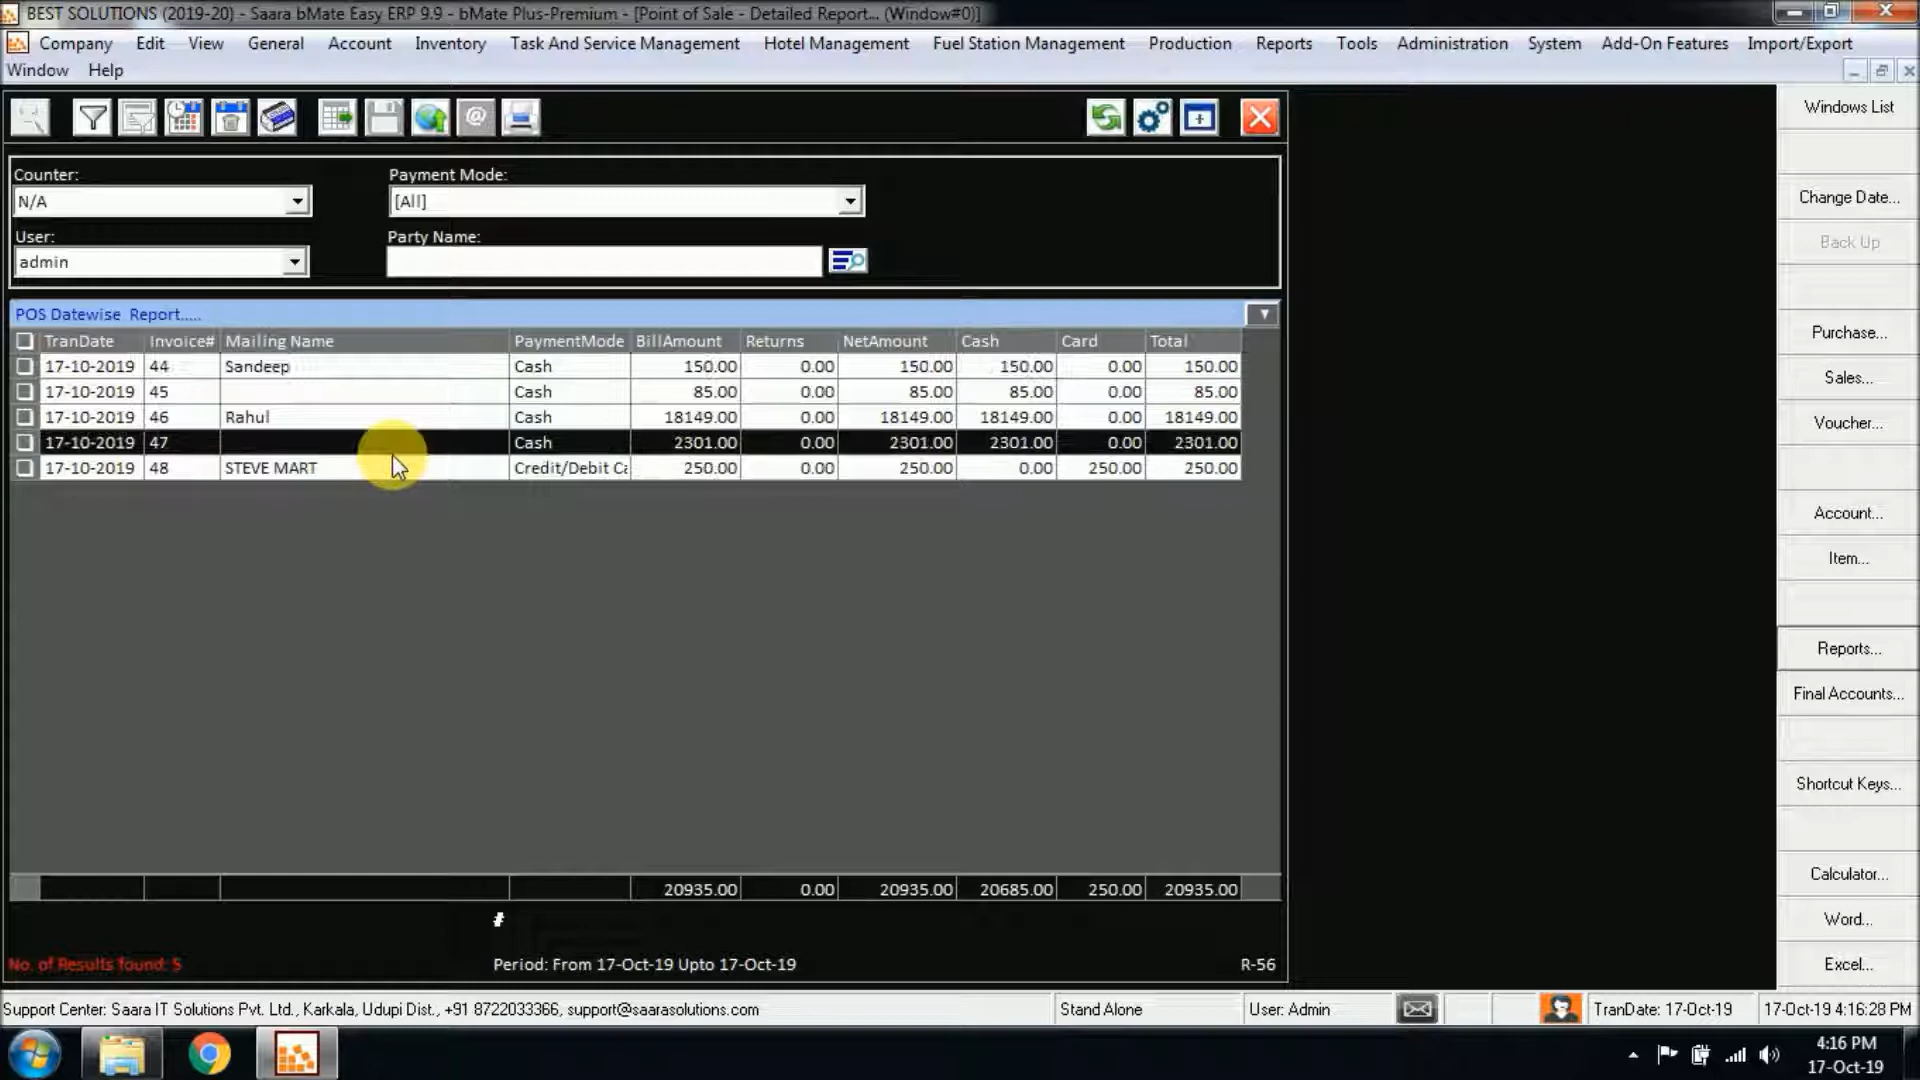 BEST SOLUTIONS (2019-20) - Saara bMate Easy ERP 9.9 - bMate Plus-Premium - [Point of Sale - Detailed Report... (Window#0)]
Company Edit View General Account Inventory Task And Service Management Hotel Management Fuel Station Management Production Reports Tools Administration System Add-On Features Import/Export
Window Help
Counter: Payment Mode:
N/A [All]
User: Party Name:
admin
POS Datewise Report.....
TranDate Invoice# Mailing Name PaymentMode BillAmount Returns NetAmount Cash Card Total
17-10-2019 44 Sandeep Cash 150.00 0.00 150.00 150.00 0.00 150.00
17-10-2019 45 Cash 85.00 0.00 85.00 85.00 0.00 85.00
17-10-2019 46 Rahul Cash 18149.00 0.00 18149.00 18149.00 0.00 18149.00
17-10-2019 47 Cash 2301.00 0.00 2301.00 2301.00 0.00 2301.00
17-10-2019 48 STEVE MART Credit/Debit Ca 250.00 0.00 250.00 0.00 250.00 250.00
20935.00 0.00 20935.00 20685.00 250.00 20935.00
#
No. of Results found: 5 Period: From 17-Oct-19 Upto 17-Oct-19 R-56
Windows List
Change Date...
Back Up
Purchase...
Sales...
Voucher...
Account...
Item...
Reports...
Final Accounts...
Shortcut Keys...
Calculator...
Word...
Excel...
Support Center: Saara IT Solutions Pvt. Ltd., Karkala, Udupi Dist., +91 8722033366, support@saarasolutions.com Stand Alone User: Admin TranDate: 17-Oct-19 17-Oct-19 4:16:28 PM
4:16 PM
17-Oct-19